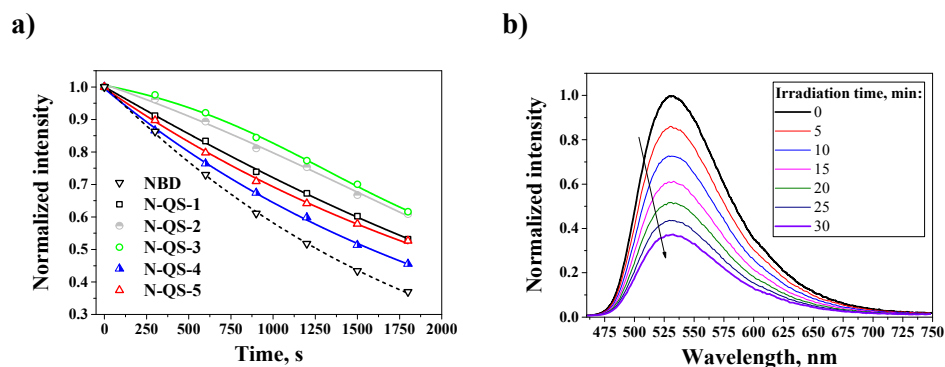 a)
Normalized intensity
1.0
0.9
0.8
0.7
0.6
0.5
0.4
0.3
NBD
N-QS-1
N-QS-2
N-QS-3
N-QS-4
N-QS-5
0 250 500 750 1000 1250 1500 1750 2000
Time, s
b)
Normalized intensity
1.0
0.8
0.6
0.4
0.2
0.0
Irradiation time, min:
0
5
10
15
20
25
30
475 500 525 550 575 600 625 650 675 700 725 750
Wavelength, nm